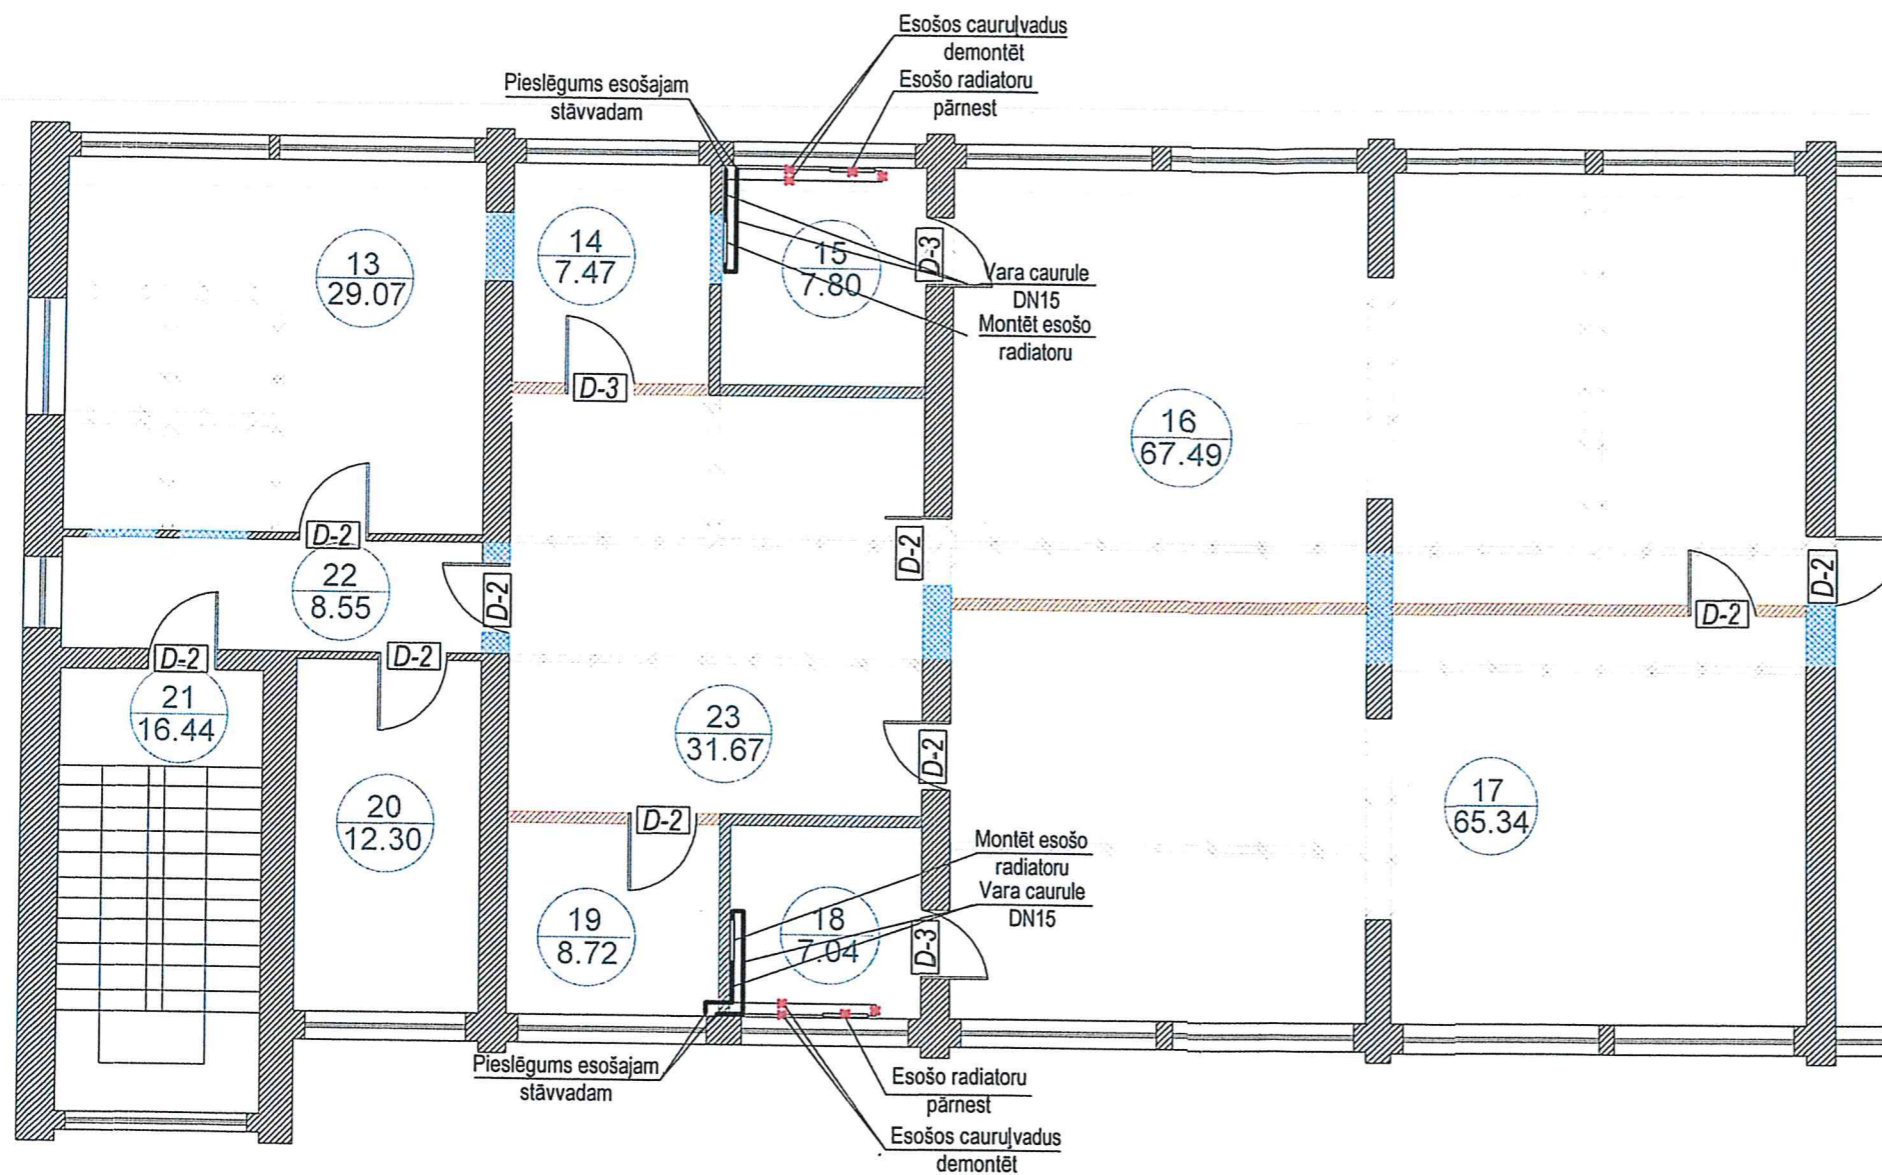 Esošos cauruļvadus
demontēt
Pieslēgums esošajam
stāvvadam
Esošo radiatoru
pārnest
13
29.07
14
7.47
15
7.80
D-3
Vara caurule
DN15
Montēt esošo
radiatoru
D-3
16
67.49
D-2
22
8.55
D-2
D-2
D-2
D-2
D-2
D-2
21
16.44
23
31.67
D-2
20
12.30
D-2
17
65.34
Montēt esošo
radiatoru
Vara caurule
DN15
19
8.72
18
7.04
D-3
Pieslēgums esošajam
stāvvadam
Esošo radiatoru
pārnest
Esošos cauruļvadus
demontēt